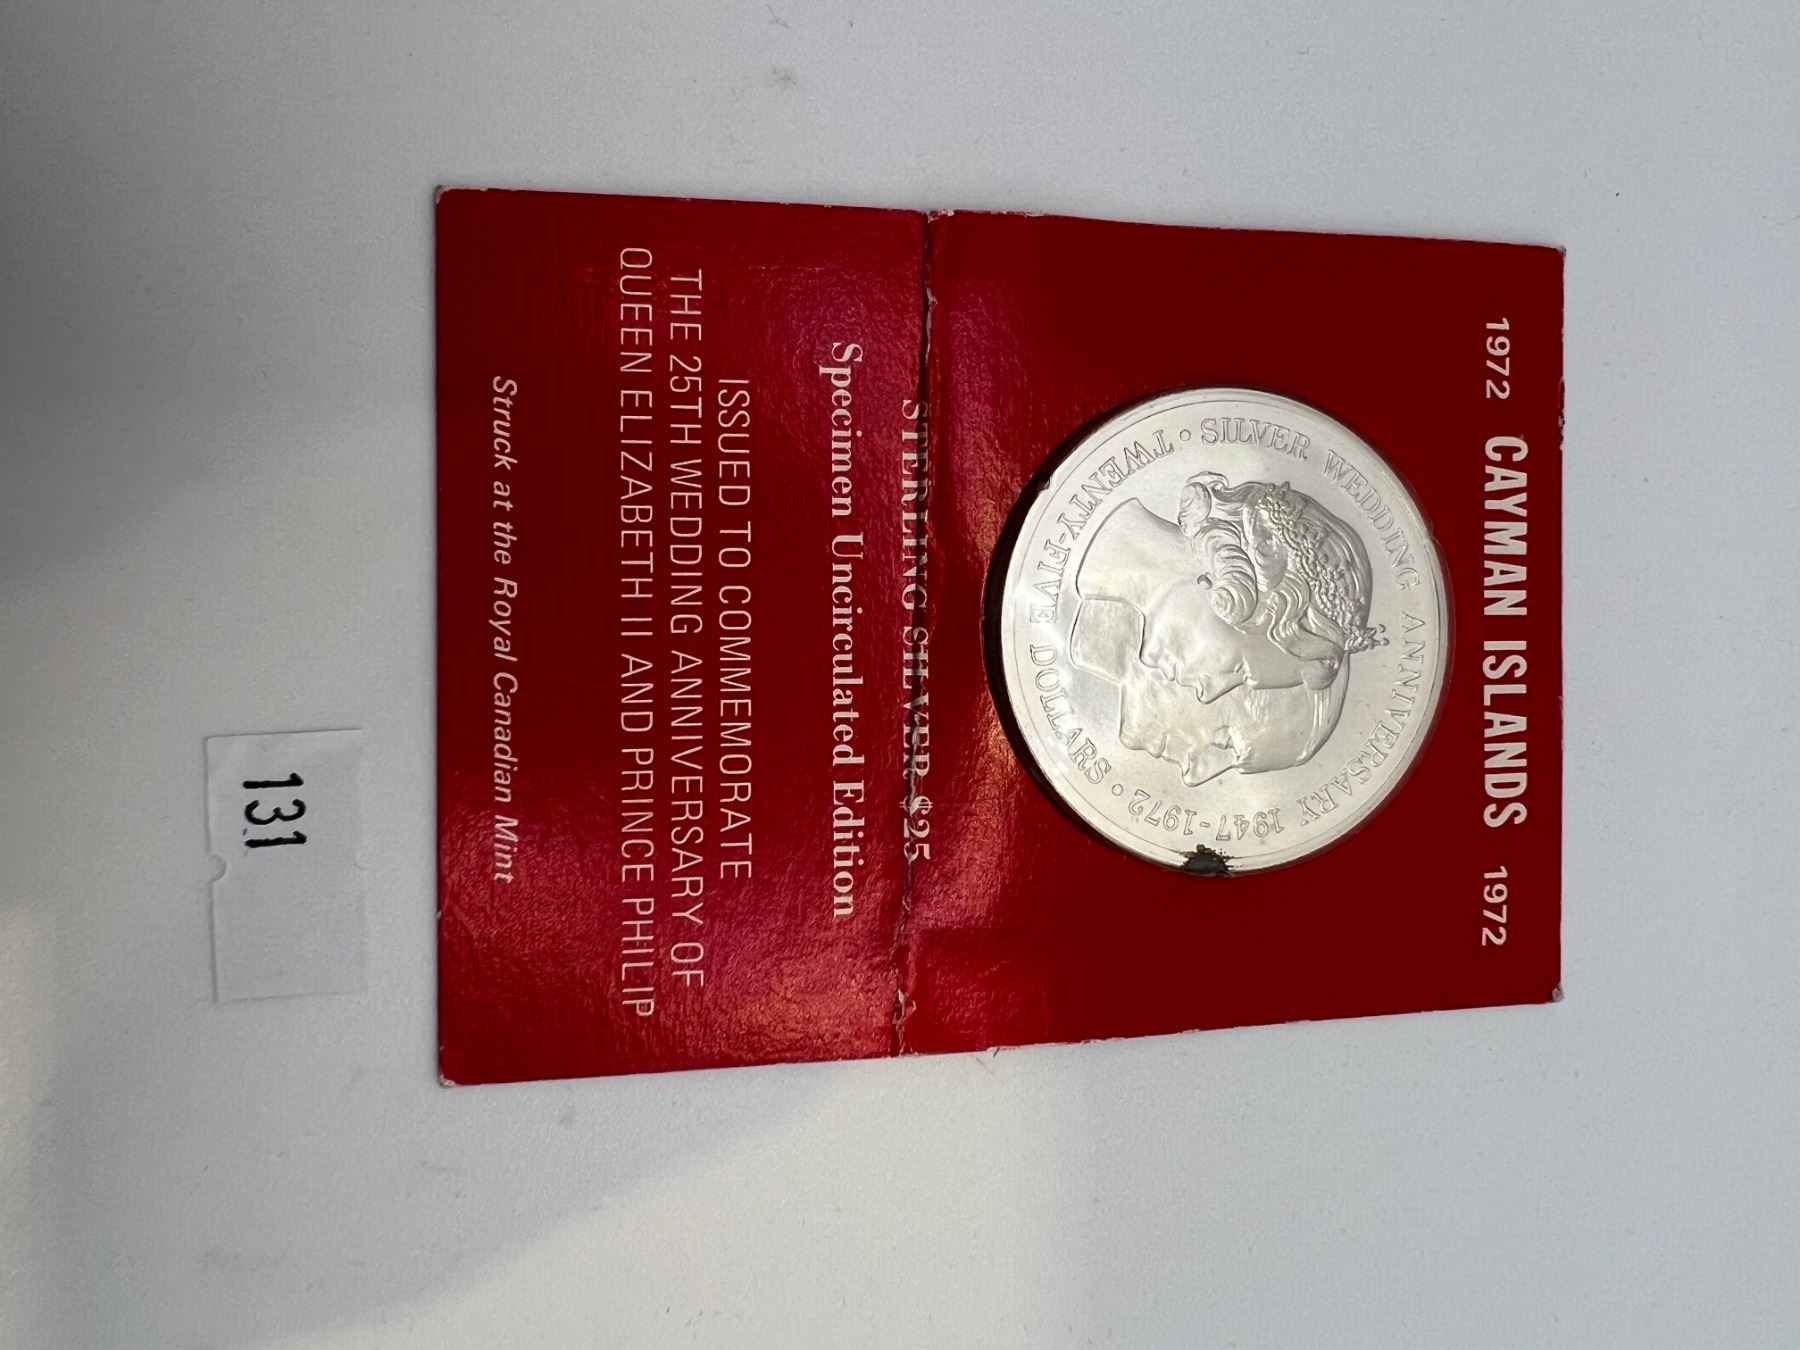 1972 CAYMAN ISLANDS 1972
SILVER WEDDING ANNIVERSARY 1947-1972 •
TWENTY-FIVE DOLLARS •
STERLING SILVER $25
Specimen Uncirculated Edition
ISSUED TO COMMEMORATE
THE 25TH WEDDING ANNIVERSARY OF
QUEEN ELIZABETH II AND PRINCE PHILIP
Struck at the Royal Canadian Mint
131